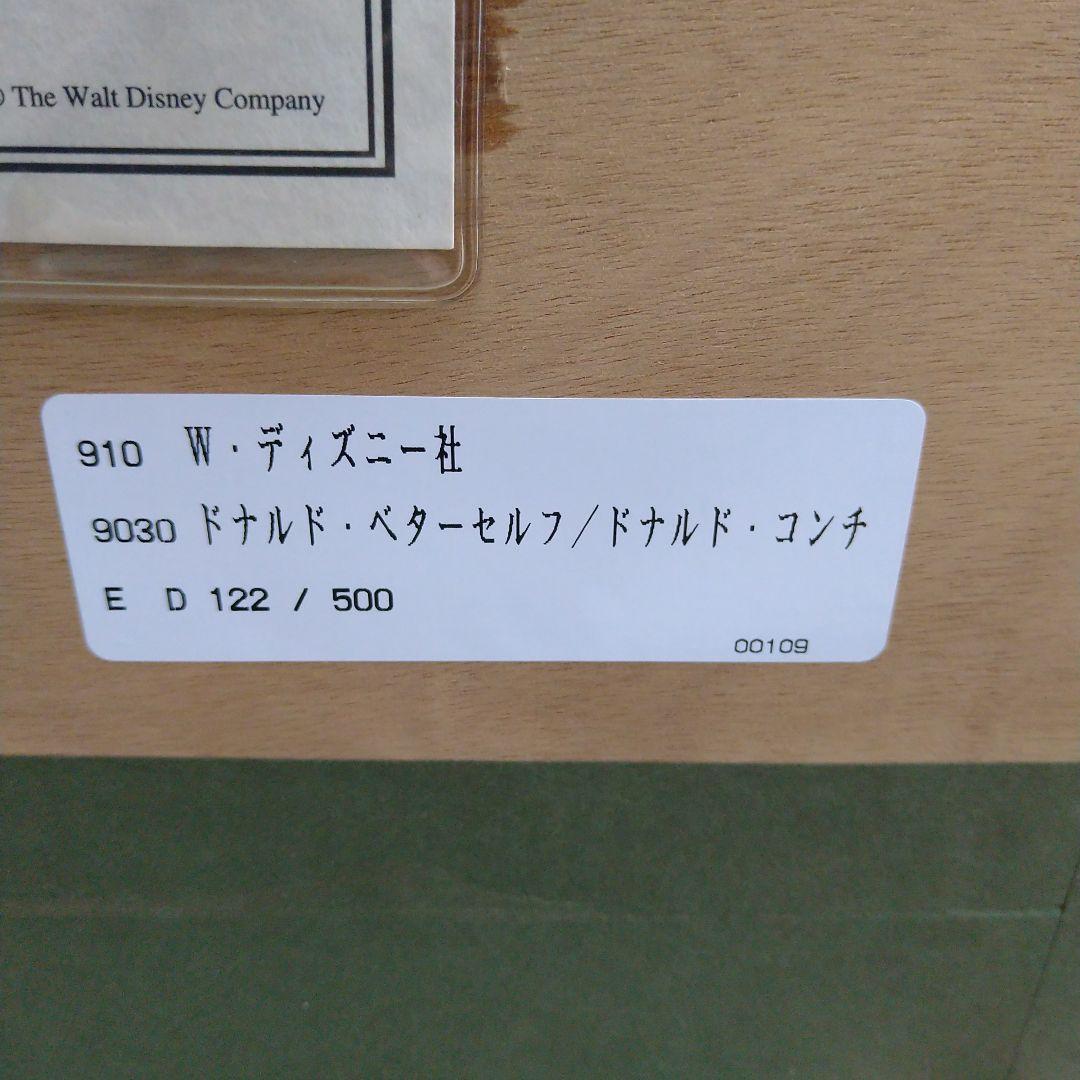 © The Walt Disney Company
910 W・ディズニー社
9030 ドナルド・ベターセルフ/ドナルド・コンチ
E D 122 / 500
00109